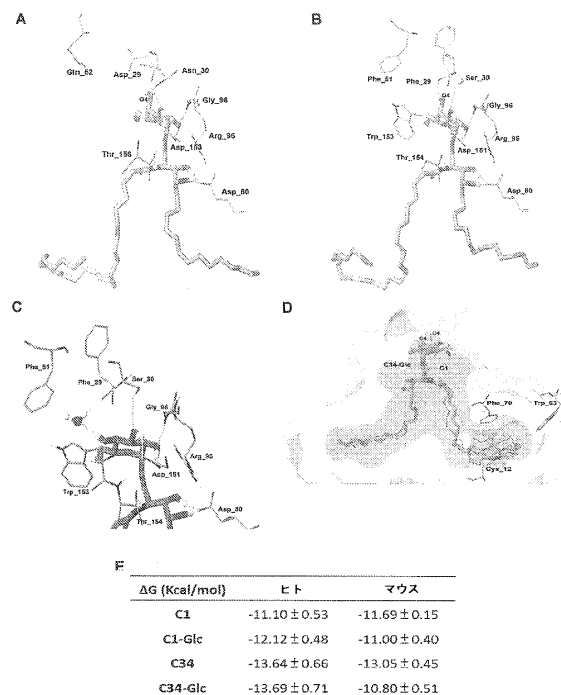 A
Gln_52
Asp_29
Asn_30
O4
Gly_96
Arg_95
Asp_153
Thr_156
Asp_80
B
Phe_51
Phe_29
Ser_30
O4
Gly_96
Trp_153
Arg_95
Asp_151
Thr_154
Asp_80
C
Phe_51
Phe_29
Ser_30
Gly_96
Arg_95
Asp_151
Trp_153
Thr_154
Asp_80
D
C34-Glc
C1
Phe_70
Trp_63
Cys_12
E
ΔG (Kcal/mol) ヒト マウス
C1 -11.10±0.53 -11.69±0.15
C1-Glc -12.12±0.48 -11.00±0.40
C34 -13.64±0.66 -13.05±0.45
C34-Glc -13.69±0.71 -10.80±0.51